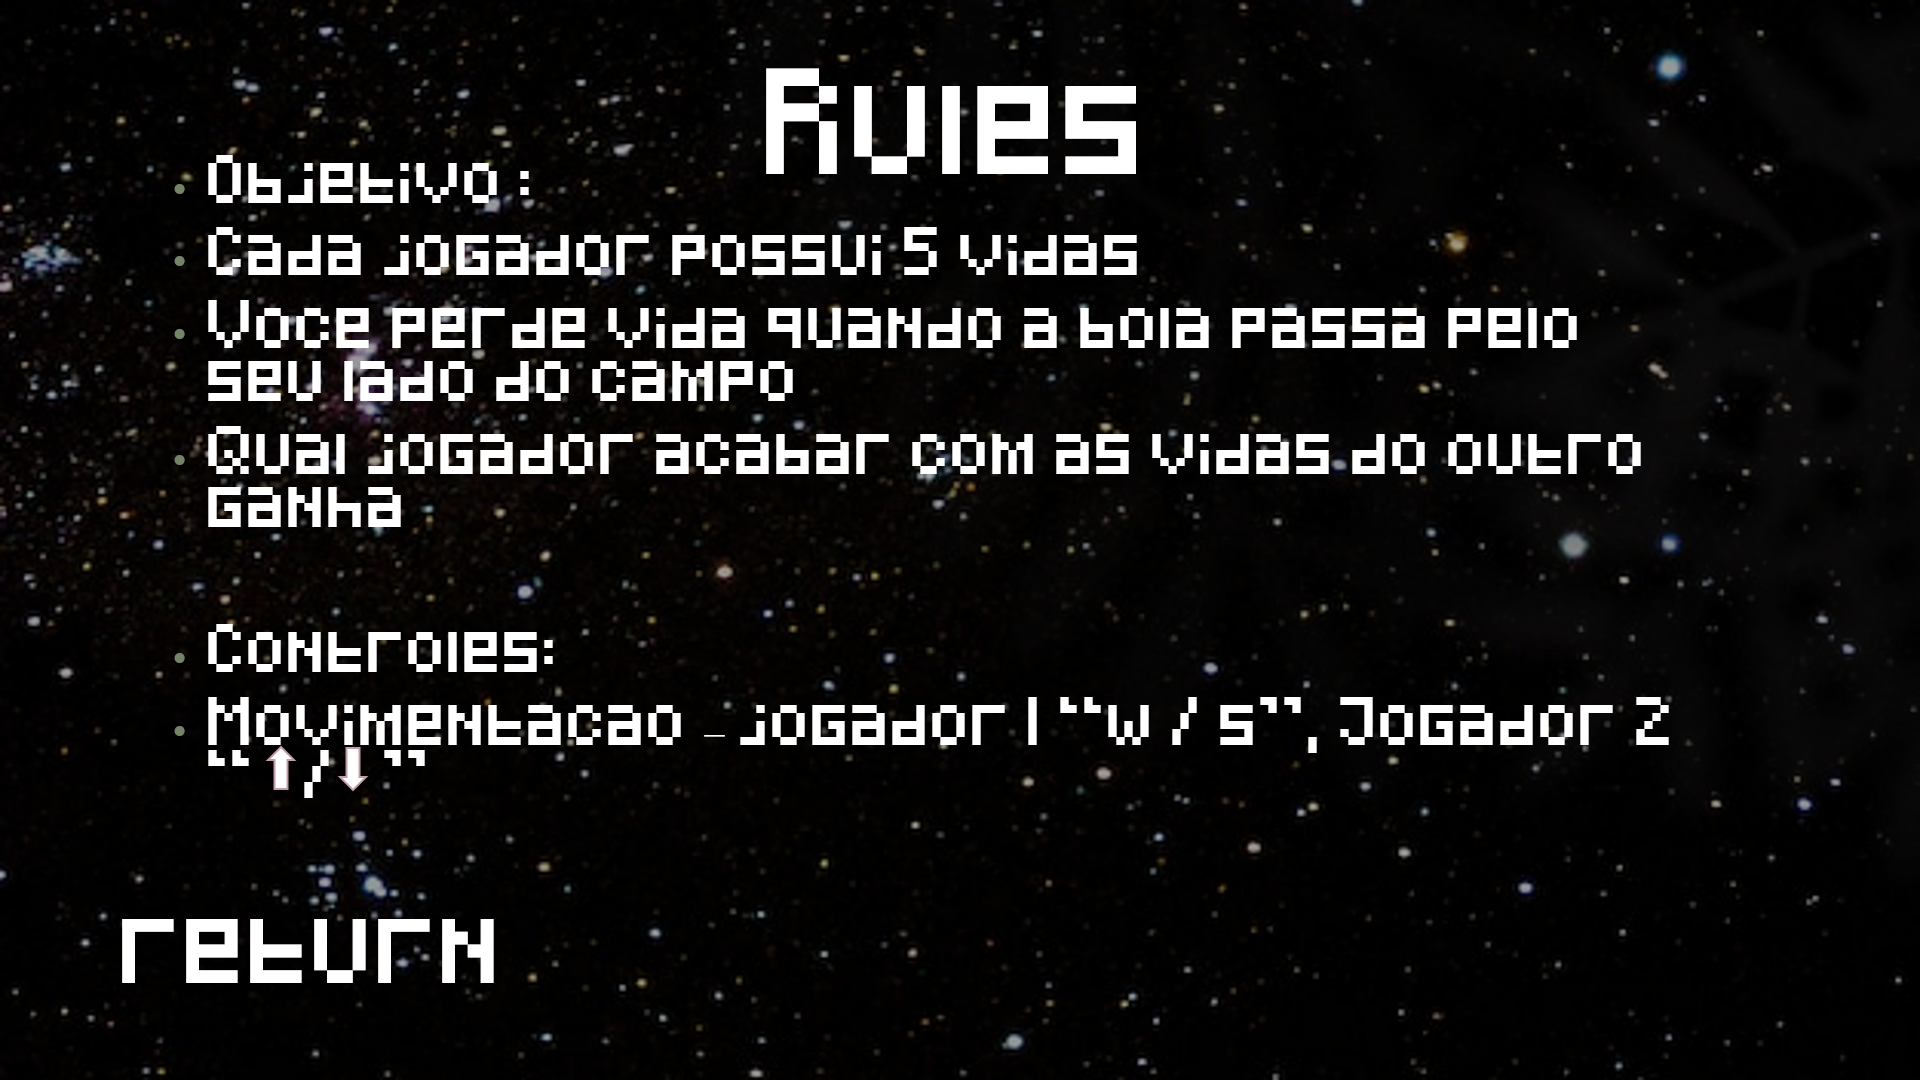 Rules
• Objetivo :
• Cada jogador possui 5 vidas
• Voce perde vida quando a bola passa pelo
seu lado do campo
• Qual jogador acabar com as vidas do outro
ganha
• Controles:
• Movimentacao – jogador 1 “W / S”, Jogador 2
“ ⬆ /⬇ ”
return